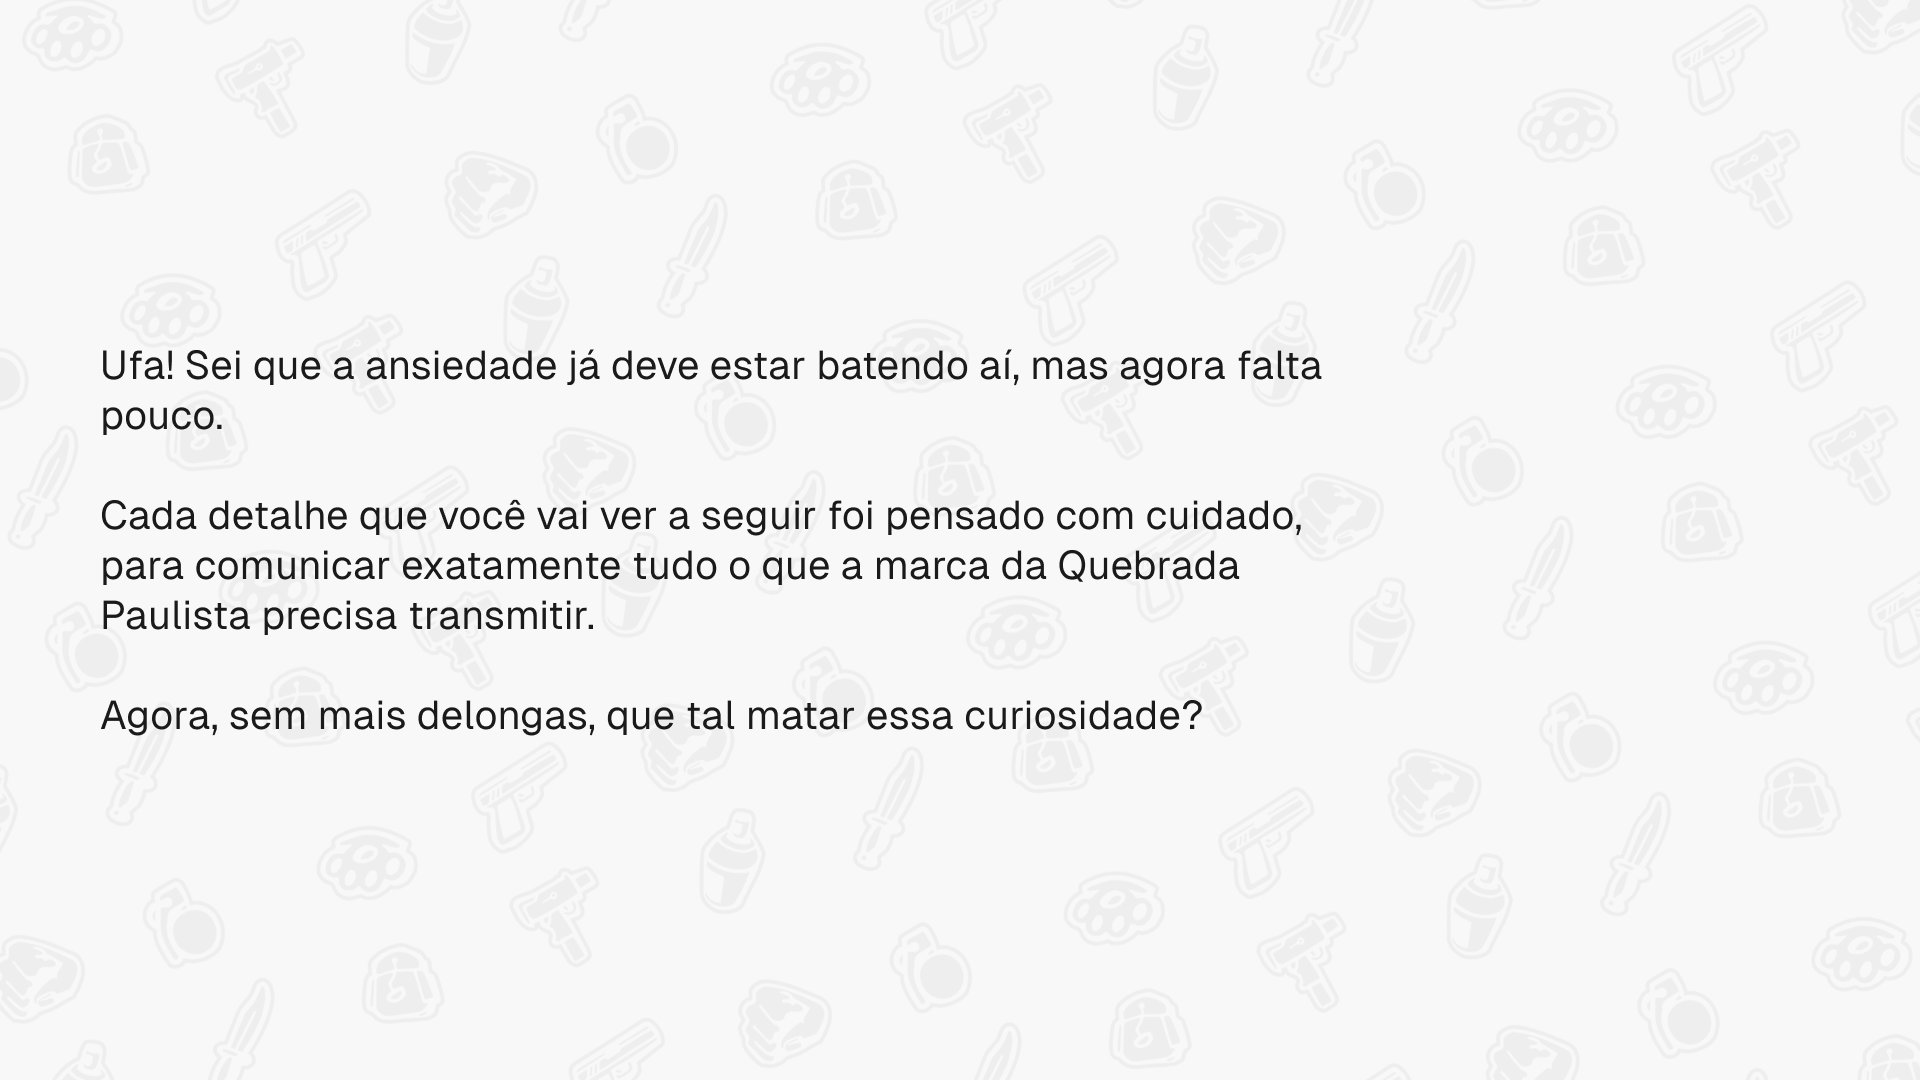 Ufa! Sei que a ansiedade já deve estar batendo aí, mas agora falta
pouco.
Cada detalhe que você vai ver a seguir foi pensado com cuidado,
para comunicar exatamente tudo o que a marca da Quebrada
Paulista precisa transmitir.
Agora, sem mais delongas, que tal matar essa curiosidade?